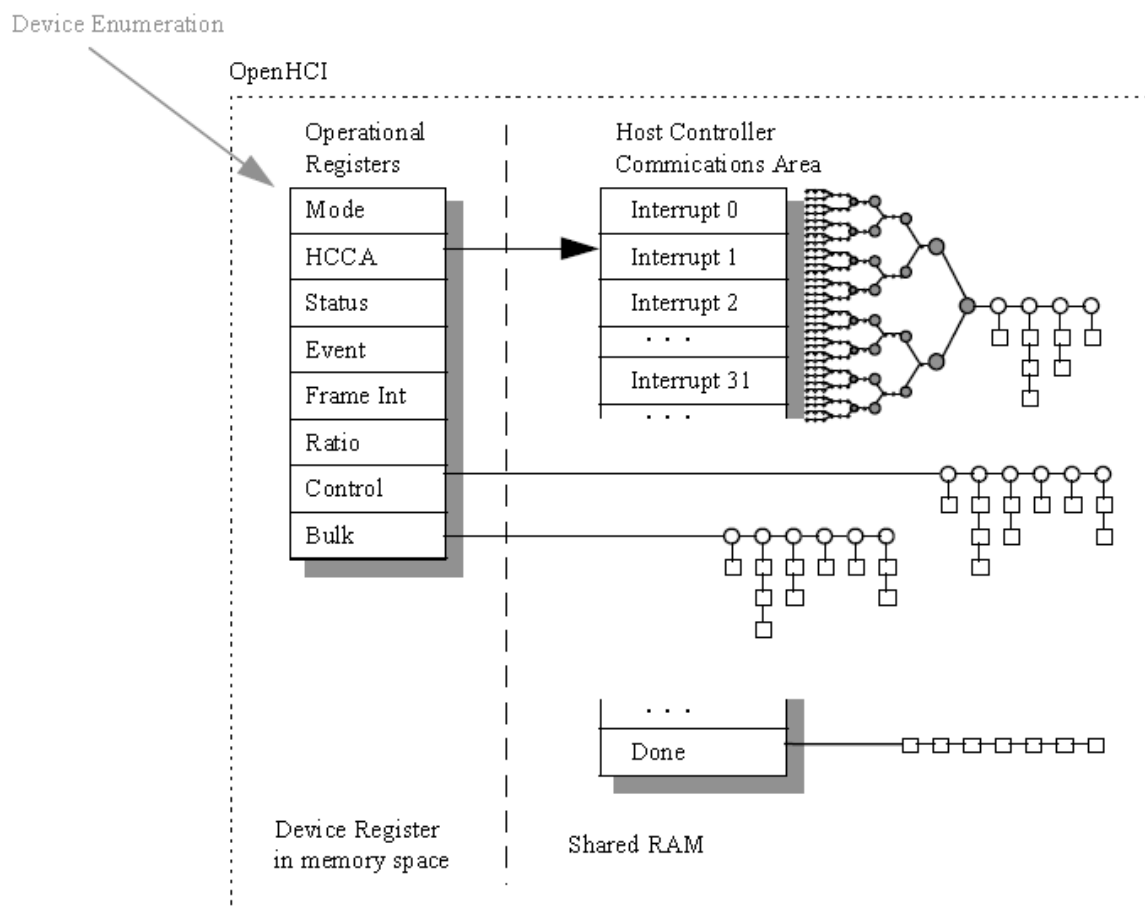 Device Enumeration
OpenHCI
Operational
Registers
Mode
HCCA
Status
Event
Frame Int
Ratio
Control
Bulk
Host Controller
Commications Area
Interrupt 0
Interrupt 1
Interrupt 2
. . .
Interrupt 31
. . .
. . .
Done
Device Register
in memory space
Shared RAM